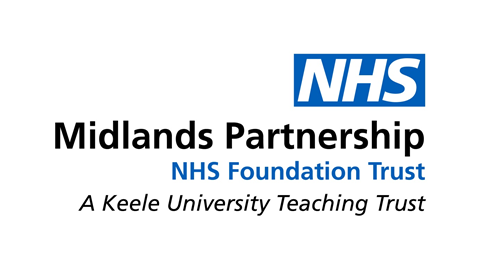 NHS
Midlands Partnership
NHS Foundation Trust
A Keele University Teaching Trust